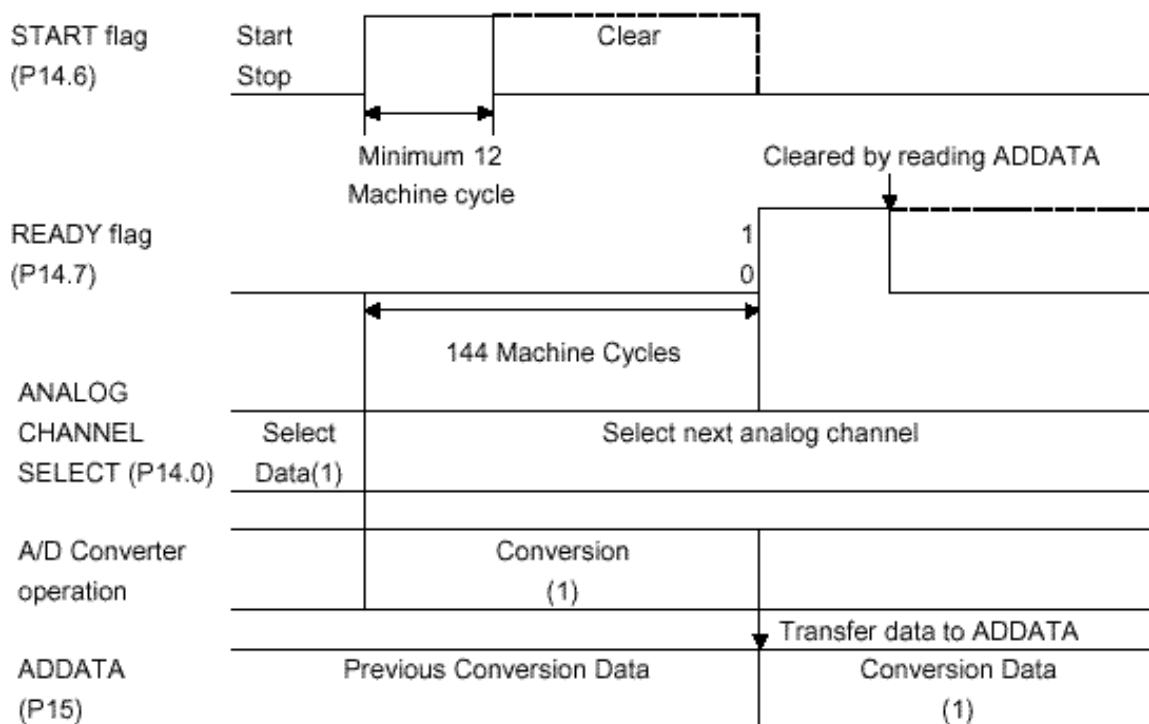 START flag
(P14.6)
Start
Stop
Clear
Minimum 12
Machine cycle
Cleared by reading ADDATA
READY flag
(P14.7)
1
0
144 Machine Cycles
ANALOG
CHANNEL
SELECT (P14.0)
Select
Data(1)
Select next analog channel
A/D Converter
operation
Conversion
(1)
Transfer data to ADDATA
ADDATA
(P15)
Previous Conversion Data
Conversion Data
(1)